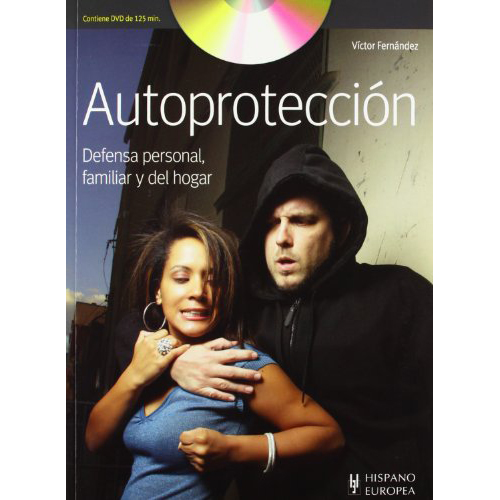 Contiene DVD de 125 min.
Víctor Fernández
Autoprotección
Defensa personal,
familiar y del hogar
HISPANO
EUROPEA